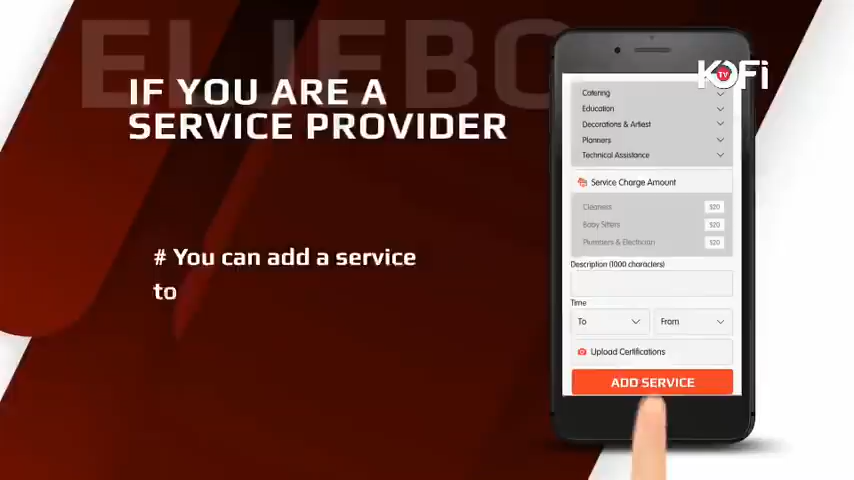 ELJEBO
IF YOU ARE A
SERVICE PROVIDER
# You can add a service
to
KOFi
TV
Catering
Education
Decorations & Artiest
Planners
Technical Assistance
Service Charge Amount
Cleaners $20
Baby Sitters $20
Plummers & Electrician $20
Description (1000 characters)
Time
To From
Upload Certifications
ADD SERVICE